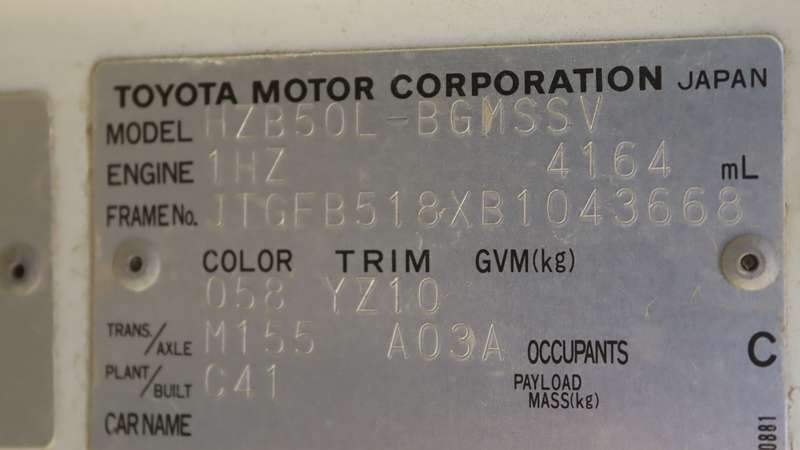 TOYOTA MOTOR CORPORATION JAPAN
MODEL HZB50L-BGMSSV
ENGINE 1HZ 4164 mL
FRAME No. JTGFB518XB1043668
COLOR TRIM GVM(kg)
058 YZ10
TRANS./AXLE M155 A03A OCCUPANTS C
PLANT/BUILT C41 PAYLOAD MASS(kg)
CAR NAME
0881